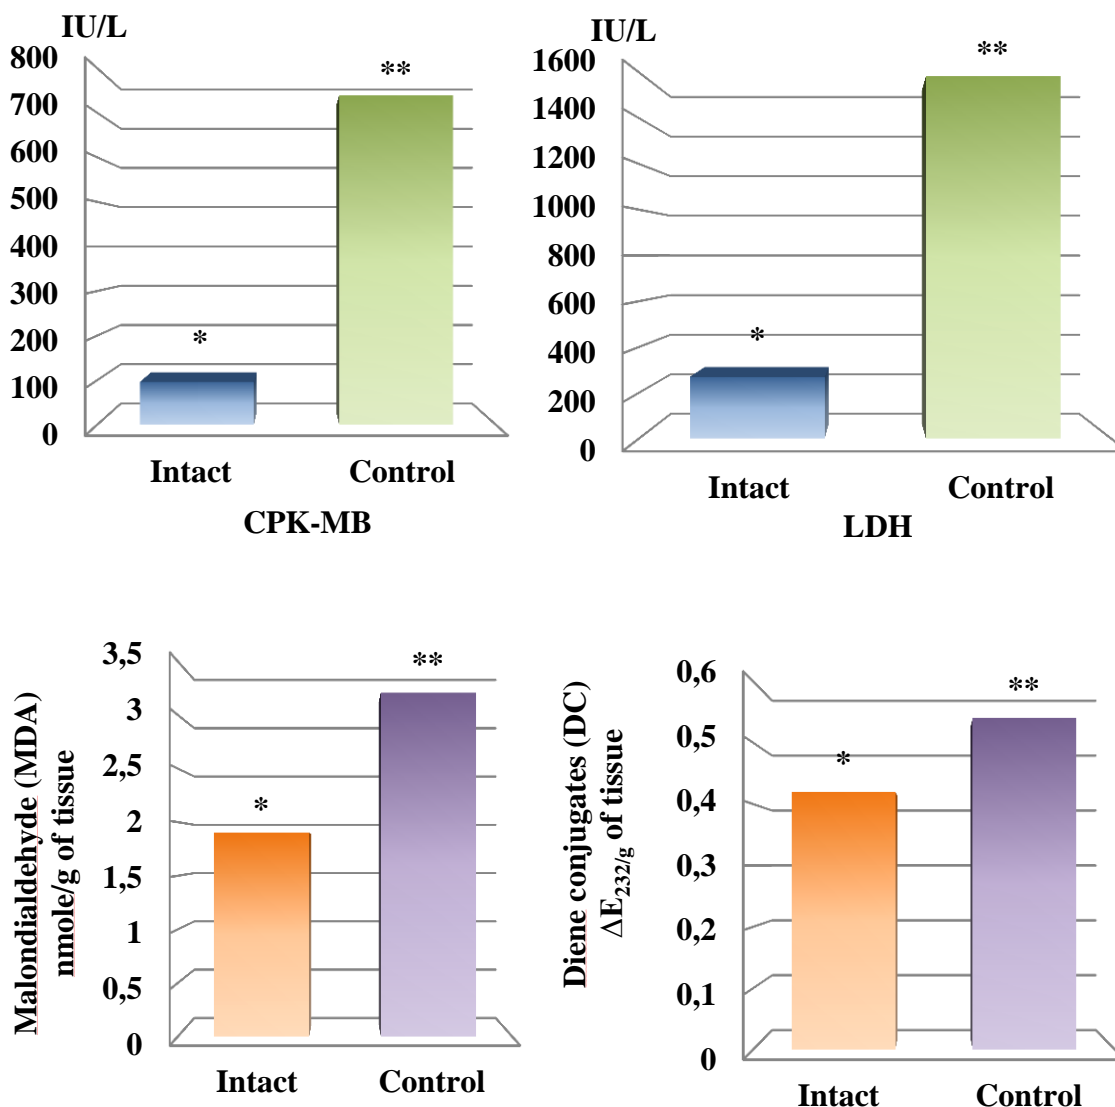 IU/L
800
700
600
500
400
300
200
100
0
*
**
Intact
Control
CPK-MB
IU/L
1600
1400
1200
1000
800
600
400
200
0
*
**
Intact
Control
LDH
Malondialdehyde (MDA)
nmole/g of tissue
3,5
3
2,5
2
1,5
1
0,5
0
*
**
Intact
Control
Diene conjugates (DC)
ΔE232/g of tissue
0,6
0,5
0,4
0,3
0,2
0,1
0
*
**
Intact
Control